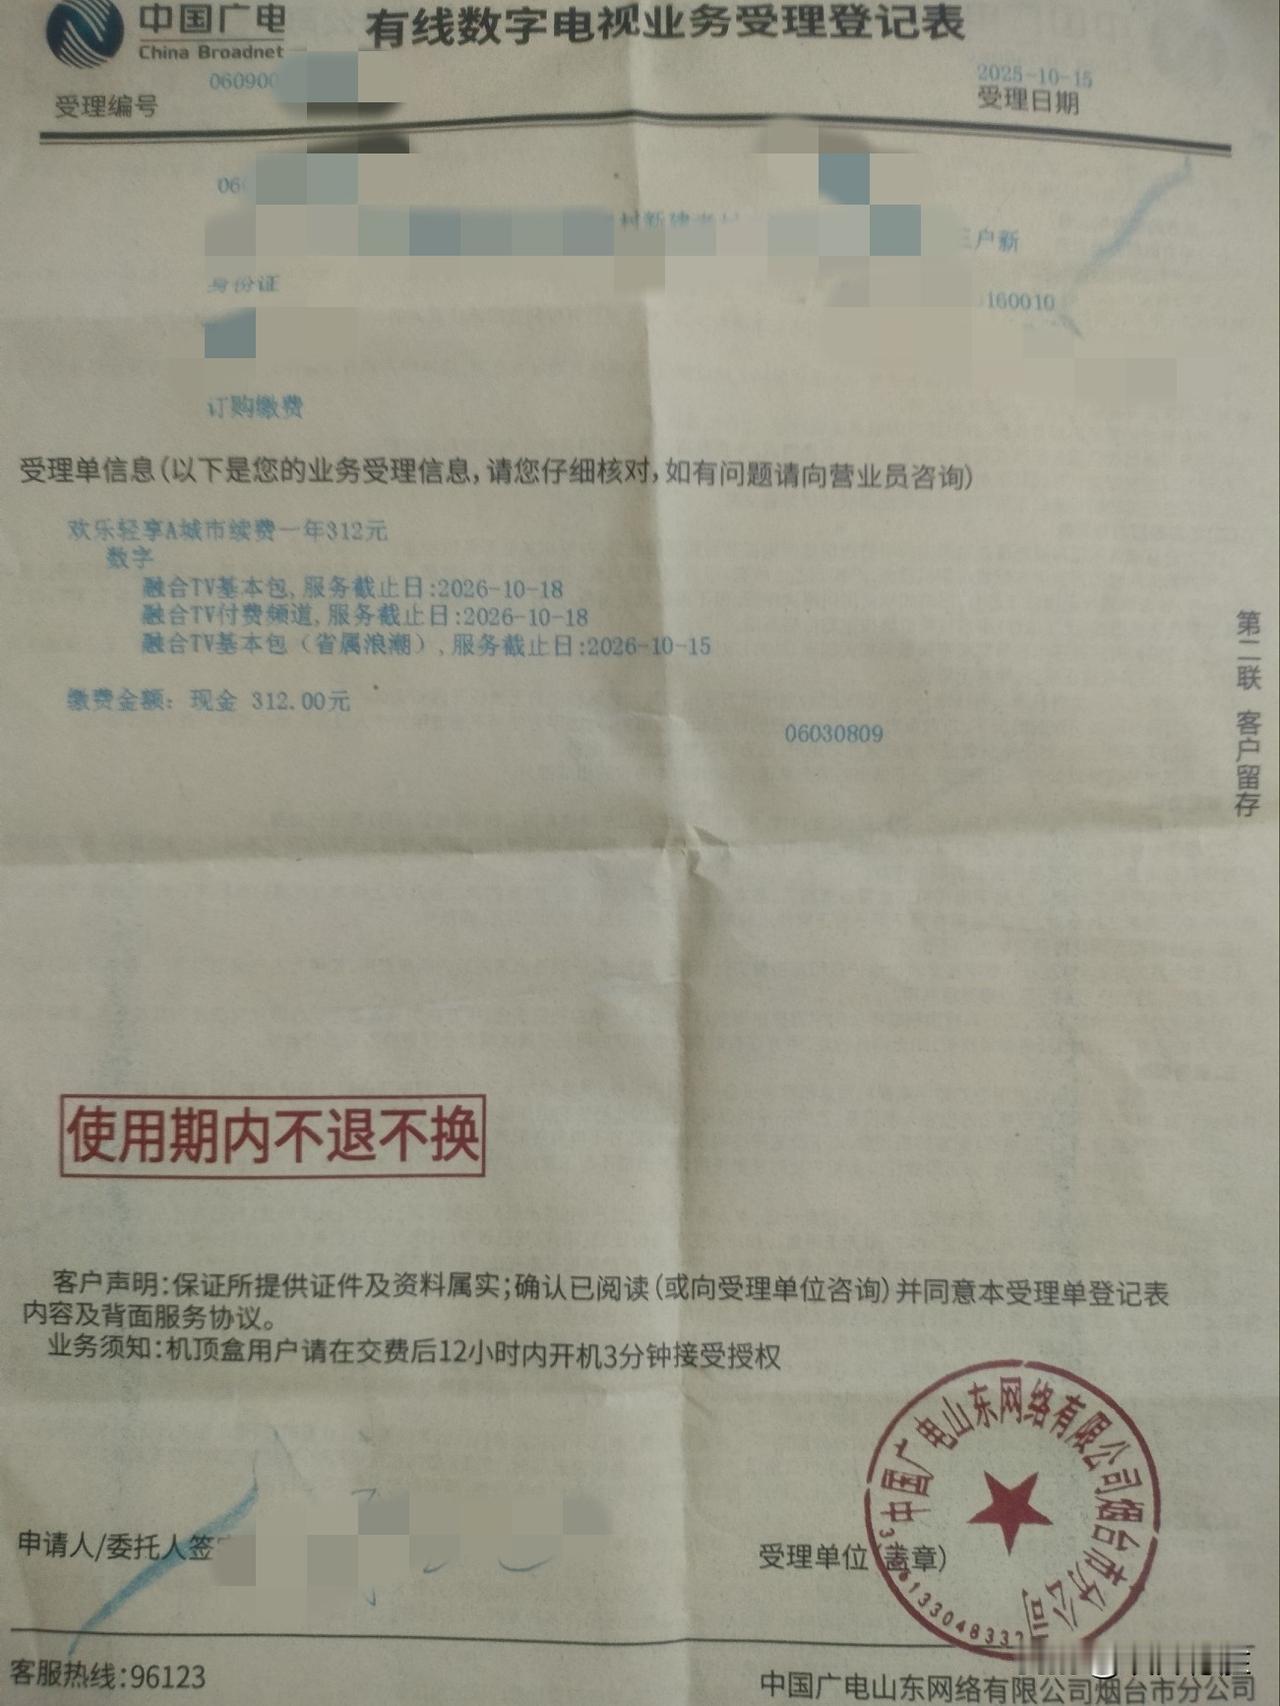 中国广电
China Broadnet
有线数字电视业务受理登记表
060900
2025-10-15
受理编号
受理日期
06
村新建
户新
身份证
160010
订购缴费
受理单信息(以下是您的业务受理信息,请您仔细核对,如有问题请向营业员咨询)
欢乐轻享A城市续费一年312元
数字
融合TV基本包,服务截止日:2026-10-18
融合TV付费频道,服务截止日:2026-10-18
融合TV基本包（省属浪潮）,服务截止日:2026-10-15
缴费金额: 现金 312.00元
06030809
第二联 客户留存
使用期内不退不换
客户声明:保证所提供证件及资料属实;确认已阅读(或向受理单位咨询)并同意本受理单登记表
内容及背面服务协议。
业务须知:机顶盒用户请在交费后12小时内开机3分钟接受授权
申请人/委托人签
受理单位(盖章)
中国广电山东网络有限公司烟台市分公司
客服热线:96123
中国广电山东网络有限公司烟台市分公司